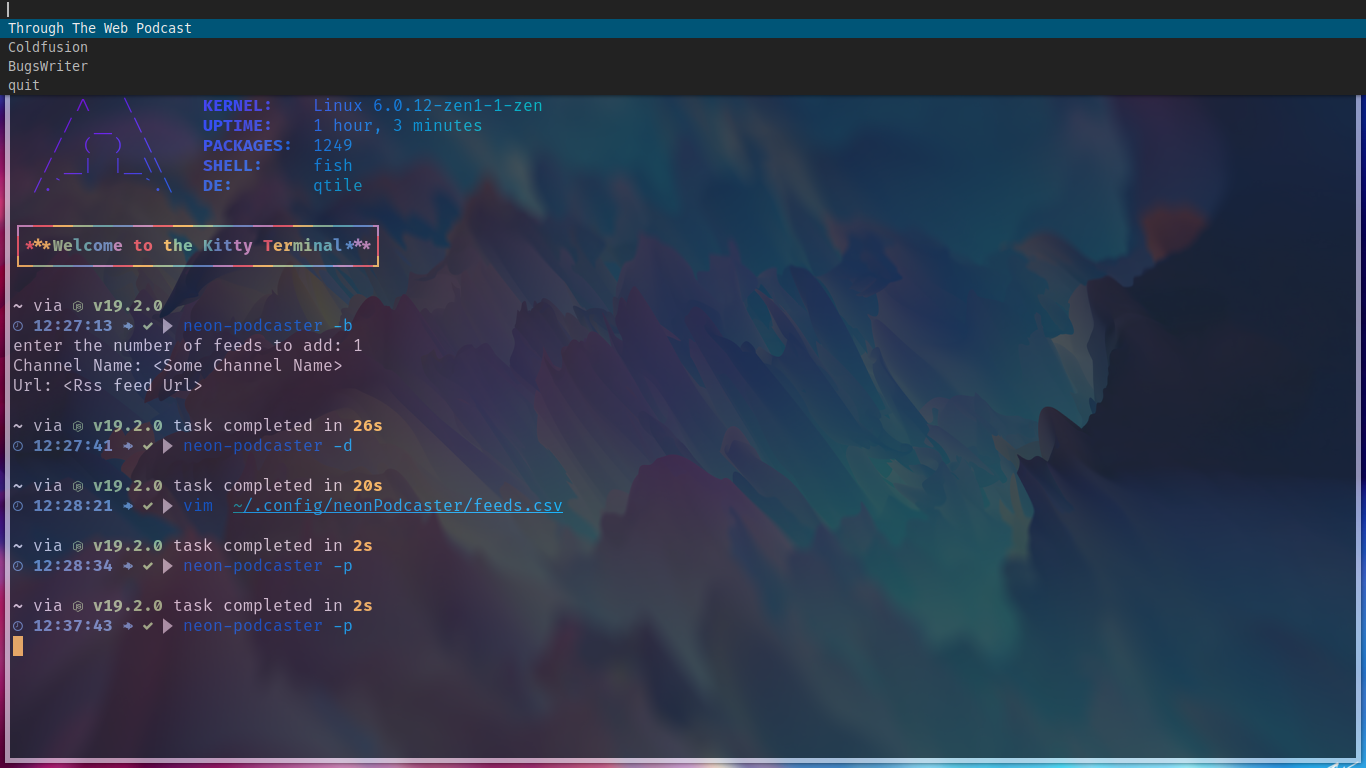 Through The Web Podcast
Coldfusion
BugsWriter
quit
KERNEL: Linux 6.0.12-zen1-1-zen
UPTIME: 1 hour, 3 minutes
PACKAGES: 1249
SHELL: fish
DE: qtile
***Welcome to the Kitty Terminal***
~ via v19.2.0
12:27:13 neon-podcaster -b
enter the number of feeds to add: 1
Channel Name: <Some Channel Name>
Url: <Rss feed Url>
~ via v19.2.0 task completed in 26s
12:27:41 neon-podcaster -d
~ via v19.2.0 task completed in 20s
12:28:21 vim ~/.config/neonPodcaster/feeds.csv
~ via v19.2.0 task completed in 2s
12:28:34 neon-podcaster -p
~ via v19.2.0 task completed in 2s
12:37:43 neon-podcaster -p